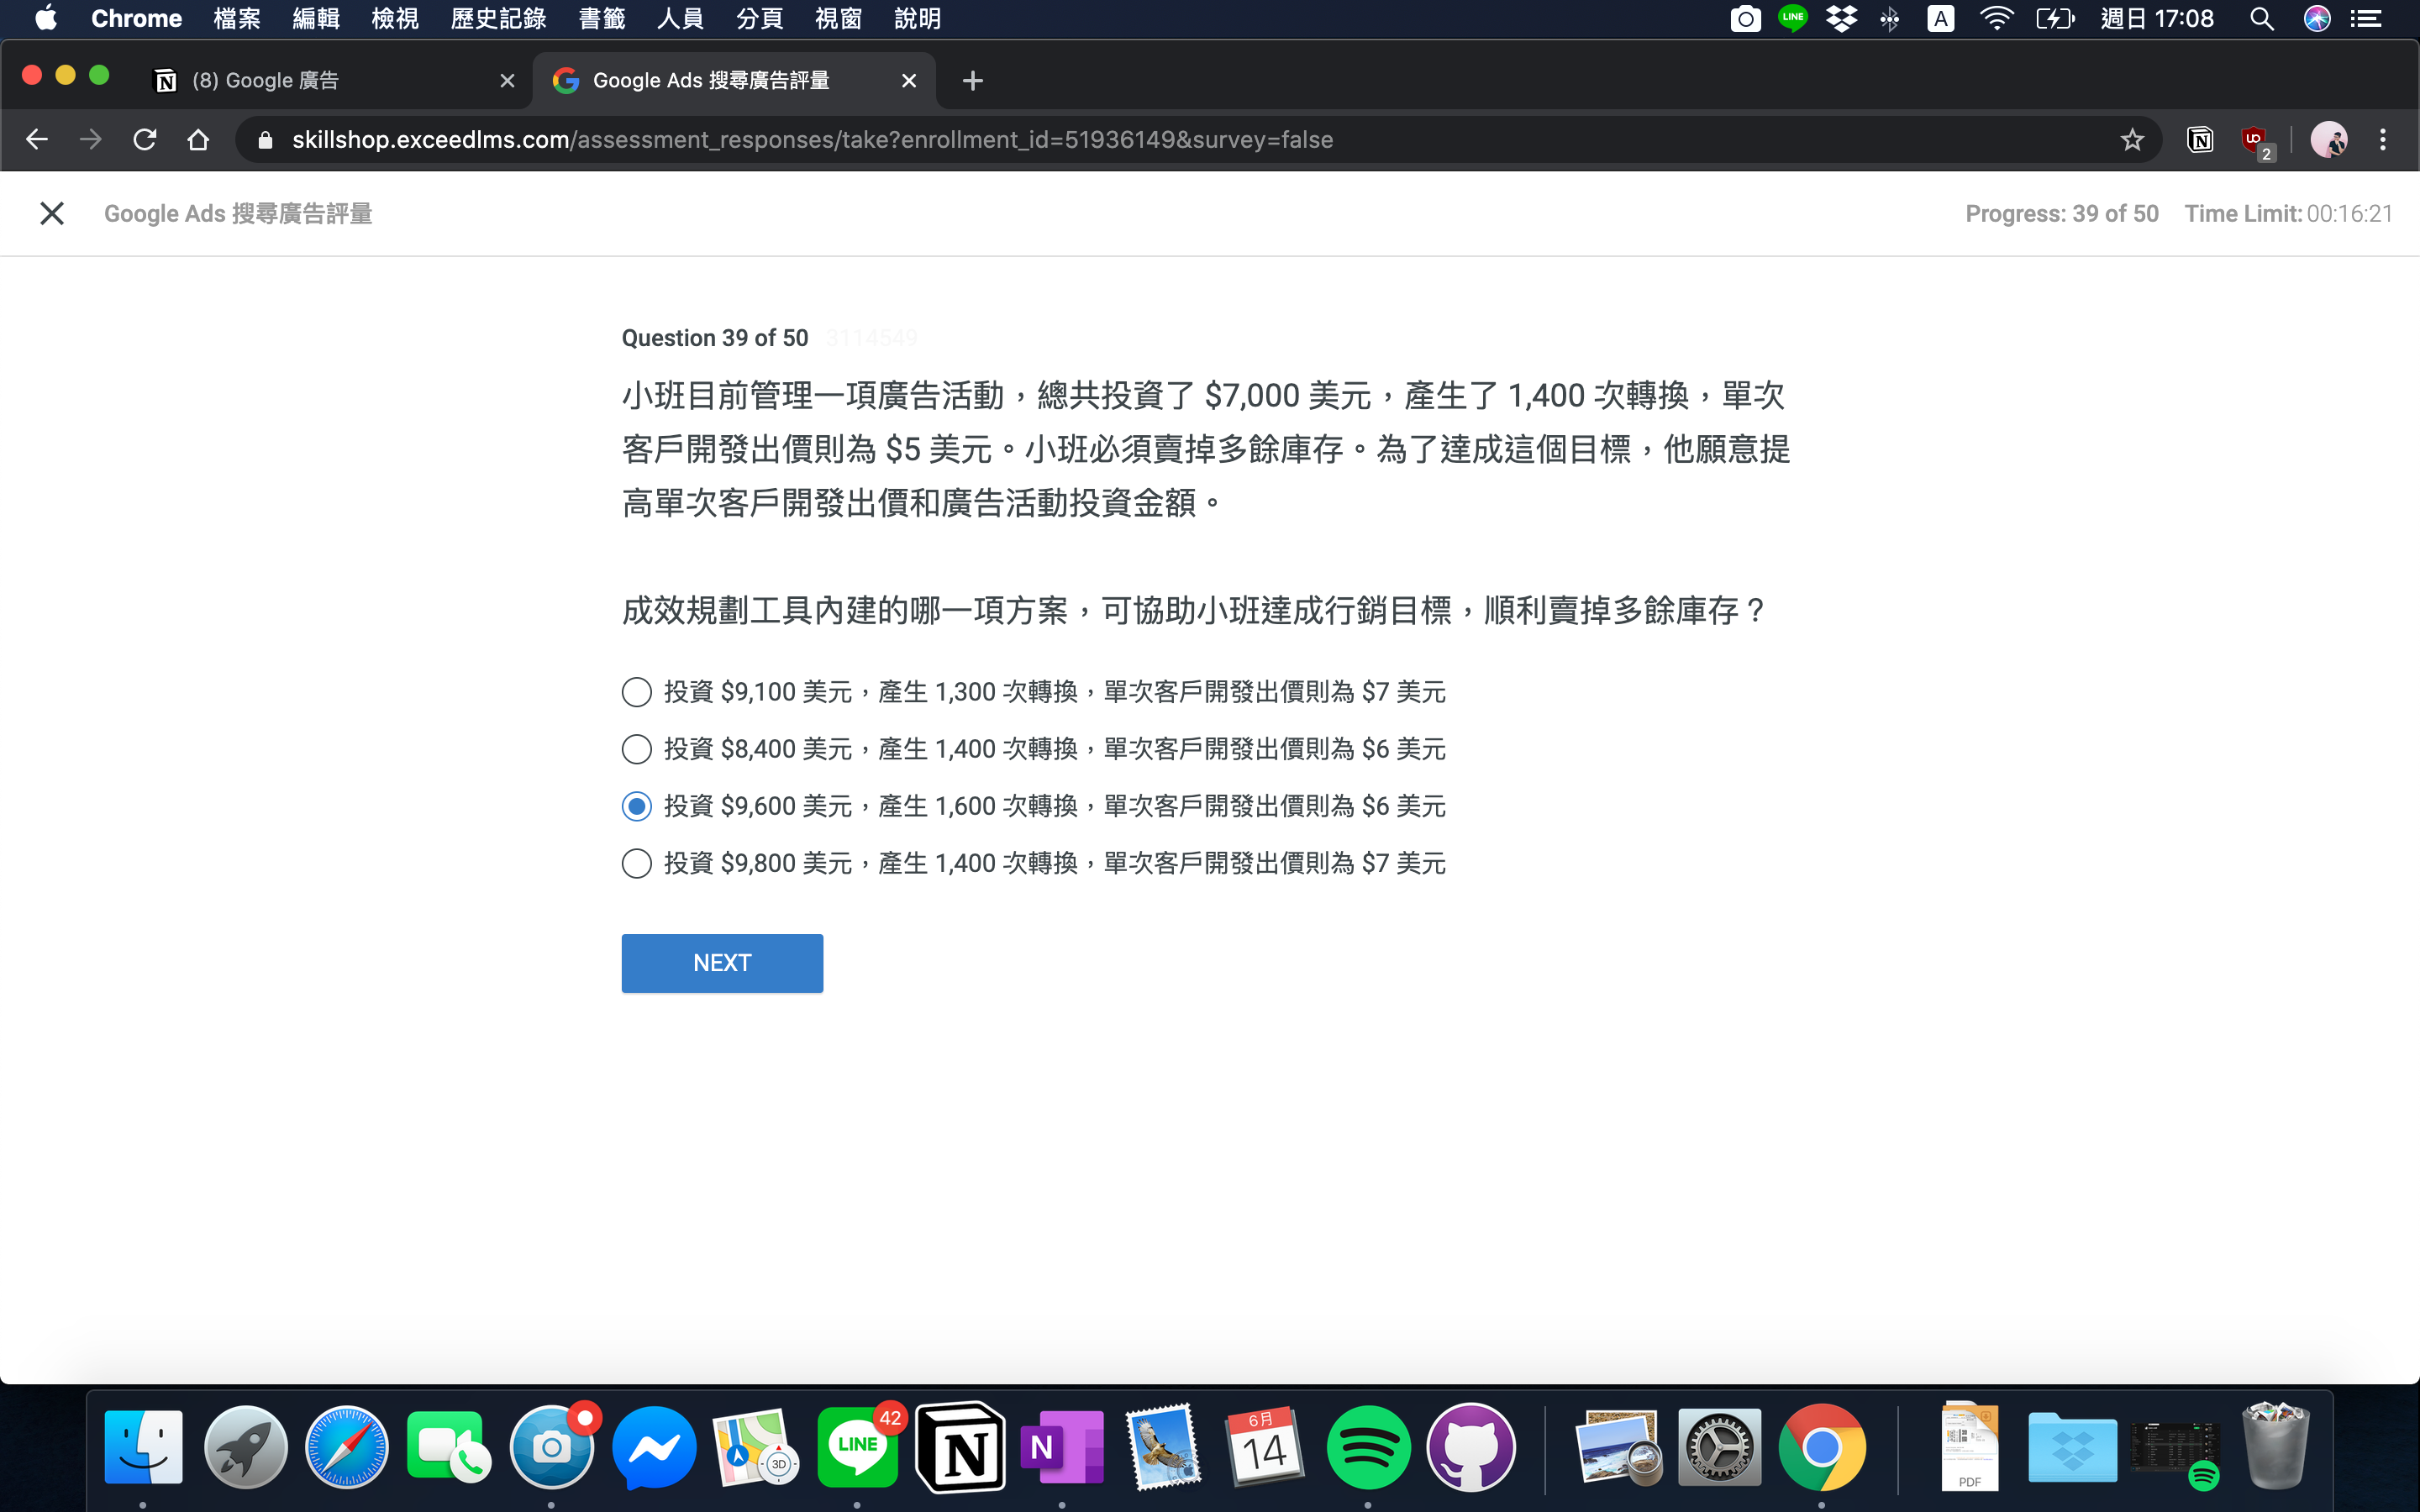 Chrome 檔案 編輯 檢視 歷史記錄 書籤 人員 分頁 視窗 說明 LINE A 週日 17:08
(8) Google 廣告
Google Ads 搜尋廣告評量
skillshop.exceedlms.com/assessment_responses/take?enrollment_id=51936149&survey=false
2
Google Ads 搜尋廣告評量
Progress: 39 of 50 Time Limit: 00:16:21
Question 39 of 50 3114549
小班目前管理一項廣告活動，總共投資了 $7,000 美元，產生了 1,400 次轉換，單次
客戶開發出價則為 $5 美元。小班必須賣掉多餘庫存。為了達成這個目標，他願意提
高單次客戶開發出價和廣告活動投資金額。
成效規劃工具內建的哪一項方案，可協助小班達成行銷目標，順利賣掉多餘庫存？
投資 $9,100 美元，產生 1,300 次轉換，單次客戶開發出價則為 $7 美元
投資 $8,400 美元，產生 1,400 次轉換，單次客戶開發出價則為 $6 美元
投資 $9,600 美元，產生 1,600 次轉換，單次客戶開發出價則為 $6 美元
投資 $9,800 美元，產生 1,400 次轉換，單次客戶開發出價則為 $7 美元
NEXT
3D
LINE
42
N
N
6月
14
PDF